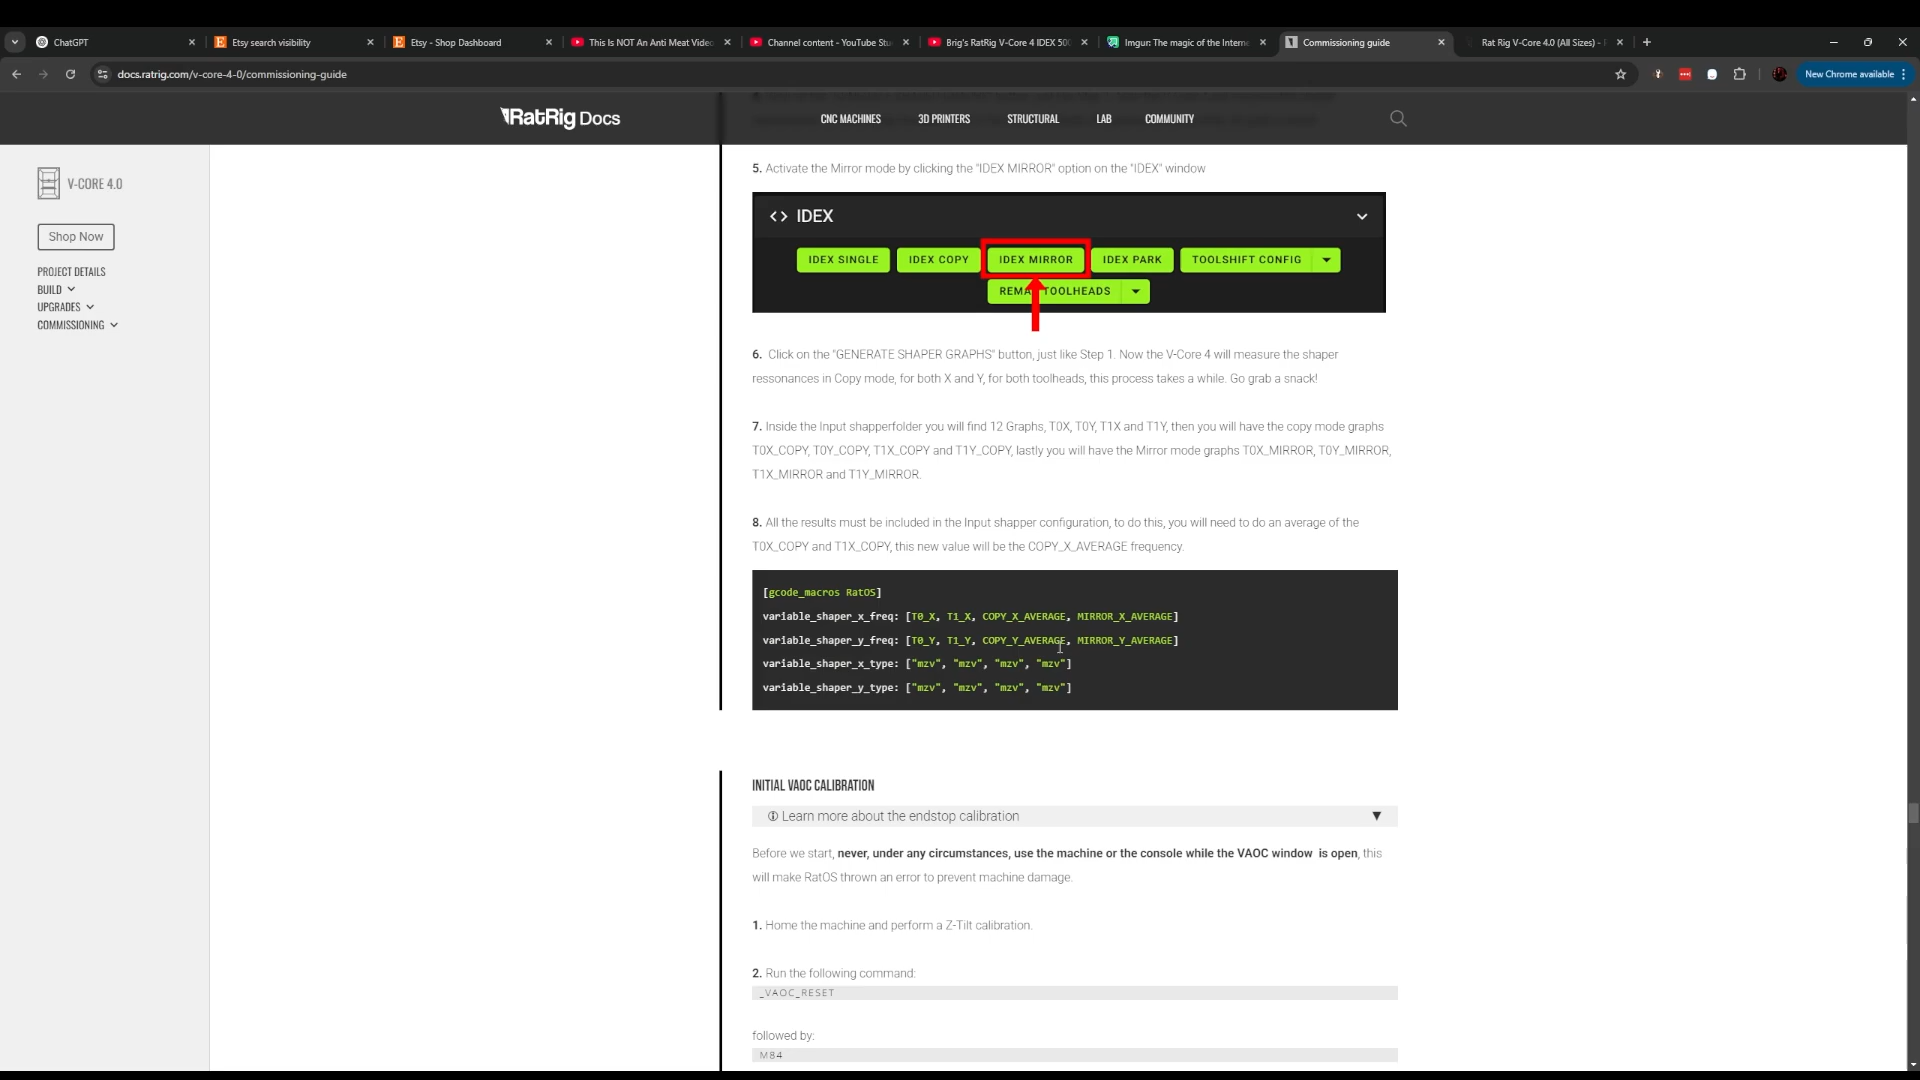 ChatGPT
Etsy search visibility
Etsy - Shop Dashboard
This Is NOT An Anti Meat Video
Channel content - YouTube Stu
Brig's RatRig V-Core 4 IDEX 500
Imgur: The magic of the Interne
Commissioning guide
Rat Rig V-Core 4.0 (All Sizes) -
docs.ratrig.com/v-core-4-0/commissioning-guide
New Chrome available
RatRig Docs
CNC MACHINES
3D PRINTERS
STRUCTURAL
LAB
COMMUNITY
V-CORE 4.0
Shop Now
PROJECT DETAILS
BUILD
UPGRADES
COMMISSIONING
5. Activate the Mirror mode by clicking the "IDEX MIRROR" option on the "IDEX" window
<> IDEX
IDEX SINGLE
IDEX COPY
IDEX MIRROR
IDEX PARK
TOOLSHIFT CONFIG
REMA TOOLHEADS
6. Click on the "GENERATE SHAPER GRAPHS" button, just like Step 1. Now the V-Core 4 will measure the shaper
ressonances in Copy mode, for both X and Y, for both toolheads, this process takes a while. Go grab a snack!
7. Inside the Input shapperfolder you will find 12 Graphs, T0X, T0Y, T1X and T1Y, then you will have the copy mode graphs
T0X_COPY, T0Y_COPY, T1X_COPY and T1Y_COPY, lastly you will have the Mirror mode graphs T0X_MIRROR, T0Y_MIRROR,
T1X_MIRROR and T1Y_MIRROR.
8. All the results must be included in the Input shapper configuration, to do this, you will need to do an average of the
T0X_COPY and T1X_COPY, this new value will be the COPY_X_AVERAGE frequency.
[gcode_macros RatOS]
variable_shaper_x_freq: [T0_X, T1_X, COPY_X_AVERAGE, MIRROR_X_AVERAGE]
variable_shaper_y_freq: [T0_Y, T1_Y, COPY_Y_AVERAGE, MIRROR_Y_AVERAGE]
variable_shaper_x_type: ["mzv", "mzv", "mzv", "mzv"]
variable_shaper_y_type: ["mzv", "mzv", "mzv", "mzv"]
INITIAL VAOC CALIBRATION
Learn more about the endstop calibration
Before we start, never, under any circumstances, use the machine or the console while the VAOC window is open, this
will make RatOS thrown an error to prevent machine damage.
1. Home the machine and perform a Z-Tilt calibration.
2. Run the following command:
_VAOC_RESET
followed by:
M84